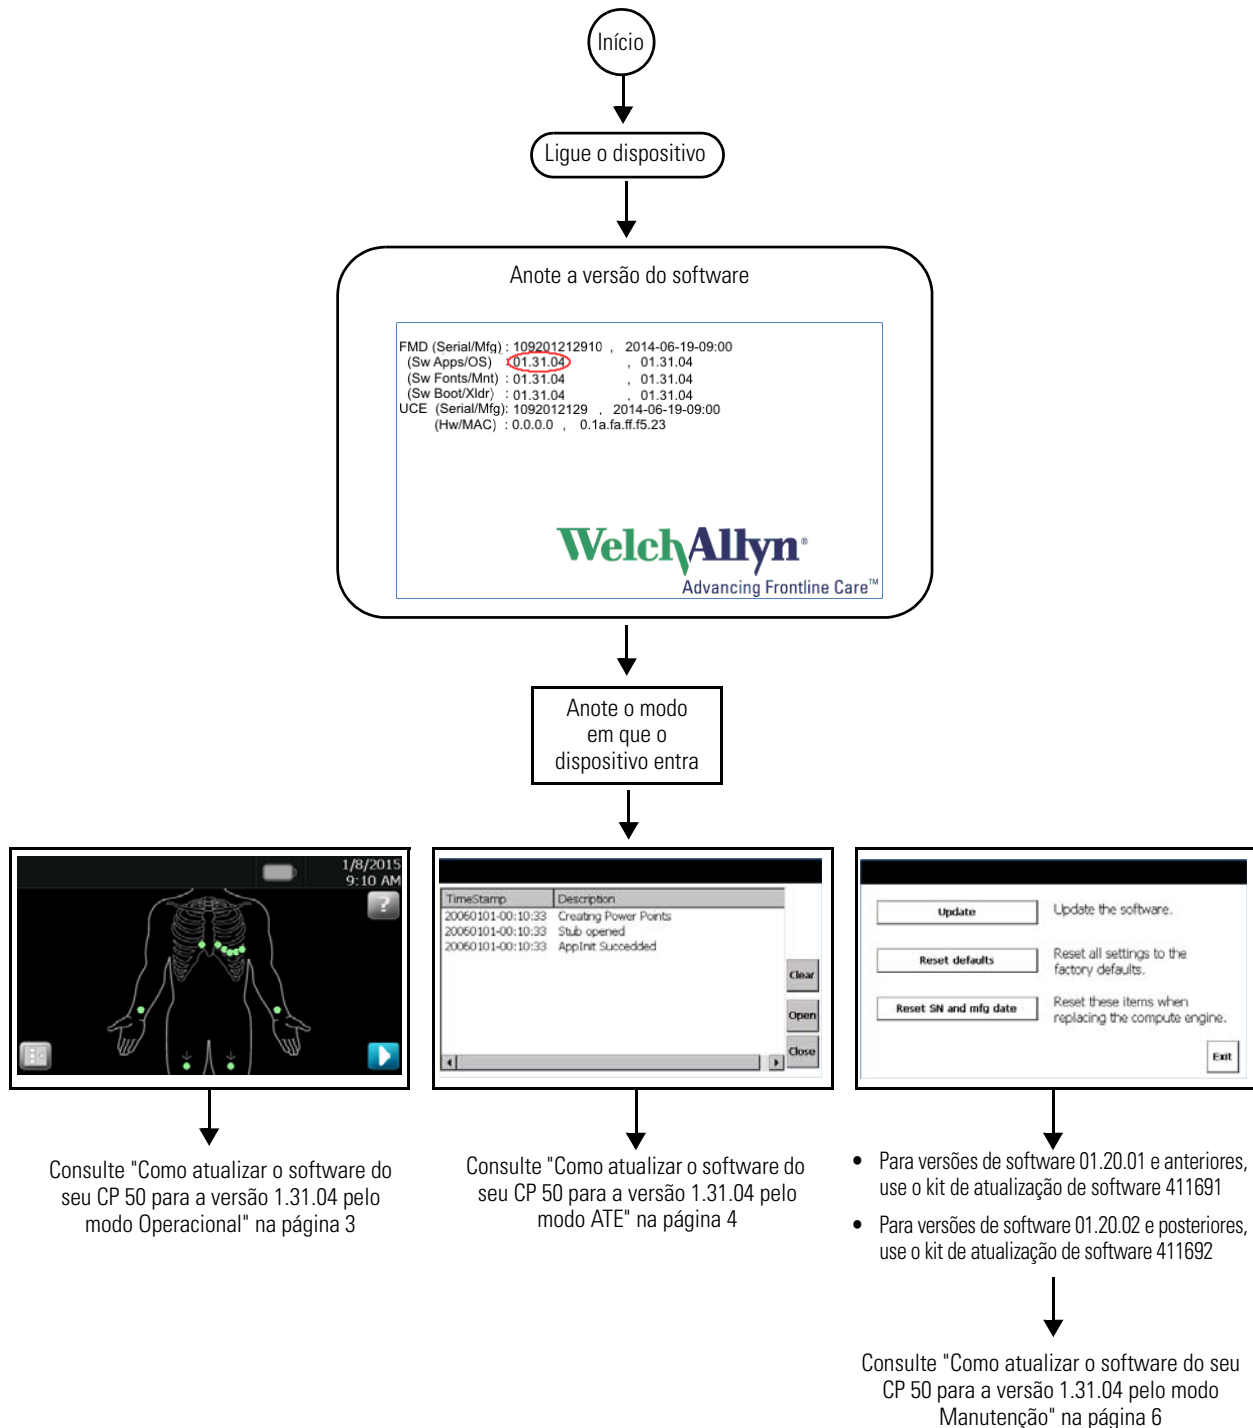 Início
Ligue o dispositivo
Anote a versão do software
FMD (Serial/Mfg) : 109201212910 , 2014-06-19-09:00
(Sw Apps/OS) : 01.31.04 , 01.31.04
(Sw Fonts/Mnt) : 01.31.04 , 01.31.04
(Sw Boot/Xldr) : 01.31.04 . 01.31.04
UCE (Serial/Mfg): 1092012129 , 2014-06-19-09:00
(Hw/MAC) : 0.0.0.0 , 0.1a.fa.ff.f5.23
WelchAllyn®
Advancing Frontline Care™
Anote o modo
em que o
dispositivo entra
1/8/2015
9:10 AM
?
Consulte "Como atualizar o software do
seu CP 50 para a versão 1.31.04 pelo
modo Operacional" na página 3
TimeStamp Description
20060101-00:10:33 Creating Power Points
20060101-00:10:33 Stub opened
20060101-00:10:33 AppInit Succedded
Clear
Open
Close
Consulte "Como atualizar o software do
seu CP 50 para a versão 1.31.04 pelo
modo ATE" na página 4
Update Update the software.
Reset defaults Reset all settings to the
factory defaults.
Reset SN and mfg date Reset these items when
replacing the compute engine.
Exit
• Para versões de software 01.20.01 e anteriores,
use o kit de atualização de software 411691
• Para versões de software 01.20.02 e posteriores,
use o kit de atualização de software 411692
Consulte "Como atualizar o software do seu
CP 50 para a versão 1.31.04 pelo modo
Manutenção" na página 6